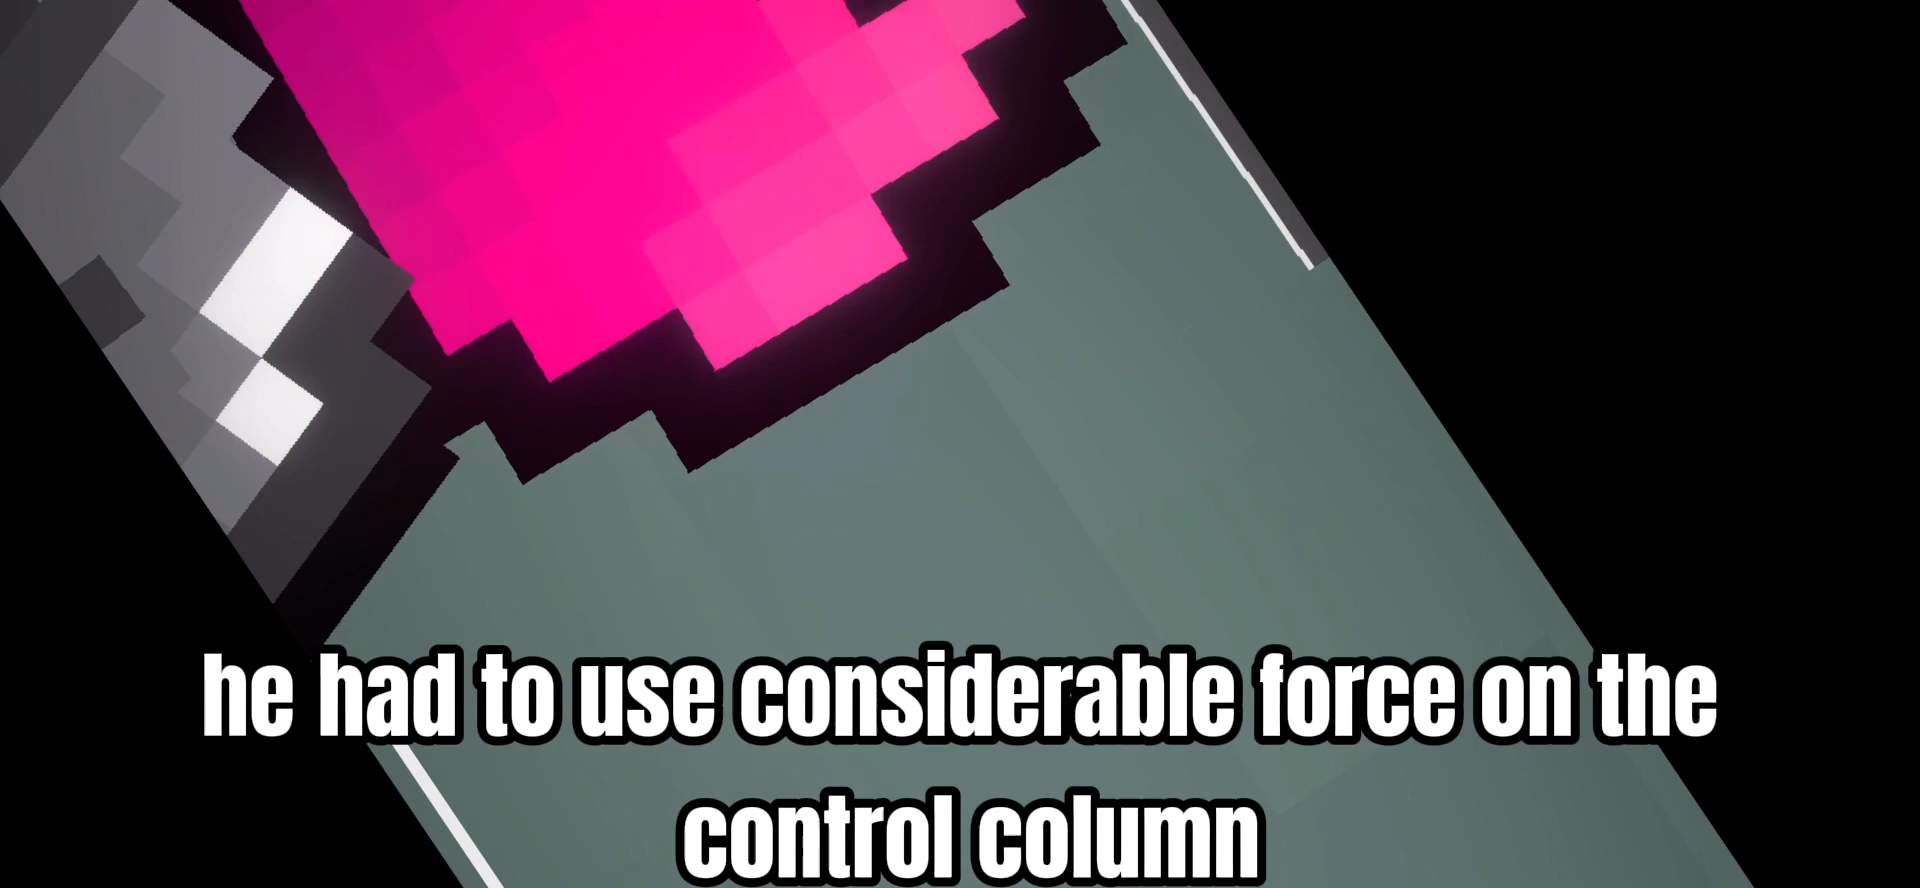 he had to use considerable force on the
control column